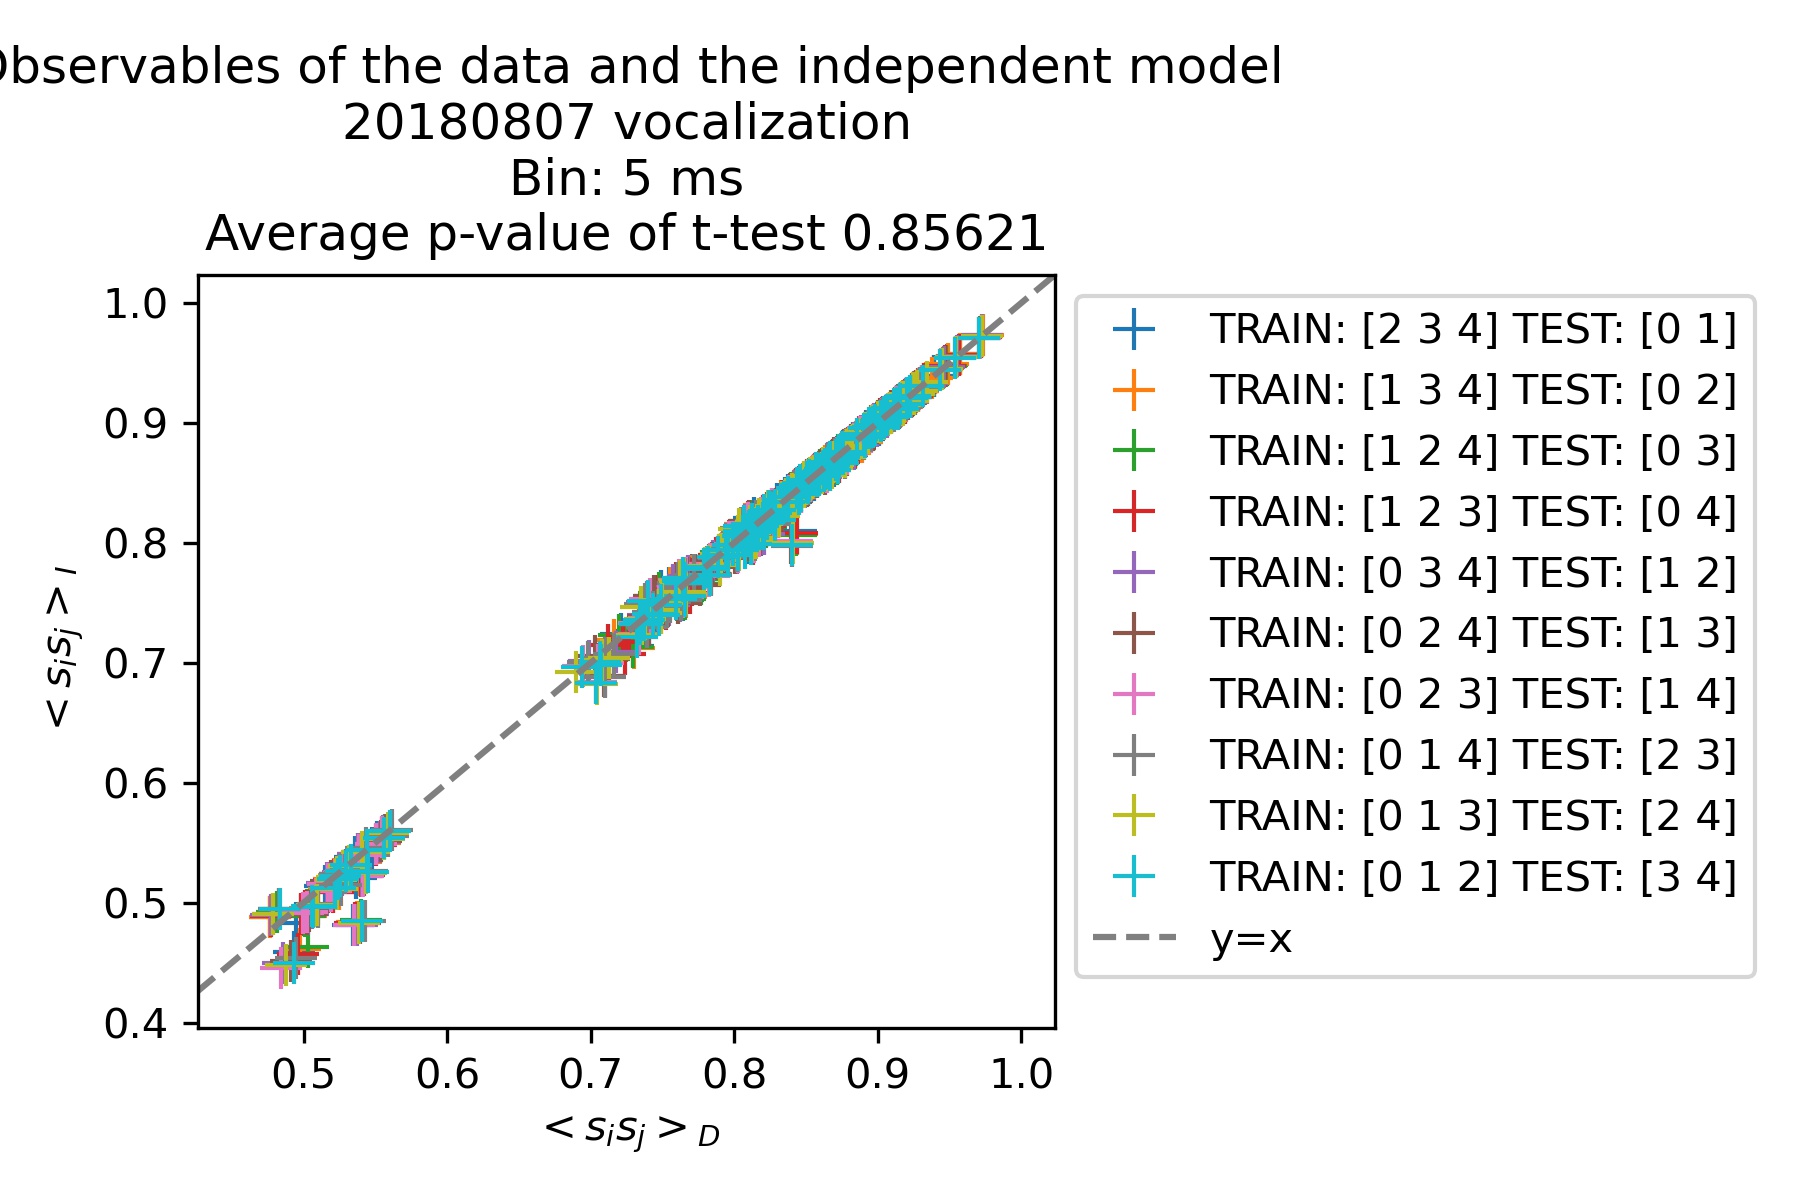 Observables of the data and the independent model
20180807 vocalization
Bin: 5 ms
Average p-value of t-test 0.85621
1.0
0.9
0.8
0.7
0.6
0.5
0.4
< sᵢsⱼ > I
0.5 0.6 0.7 0.8 0.9 1.0
< sᵢsⱼ > D
TRAIN: [2 3 4] TEST: [0 1]
TRAIN: [1 3 4] TEST: [0 2]
TRAIN: [1 2 4] TEST: [0 3]
TRAIN: [1 2 3] TEST: [0 4]
TRAIN: [0 3 4] TEST: [1 2]
TRAIN: [0 2 4] TEST: [1 3]
TRAIN: [0 2 3] TEST: [1 4]
TRAIN: [0 1 4] TEST: [2 3]
TRAIN: [0 1 3] TEST: [2 4]
TRAIN: [0 1 2] TEST: [3 4]
y=x